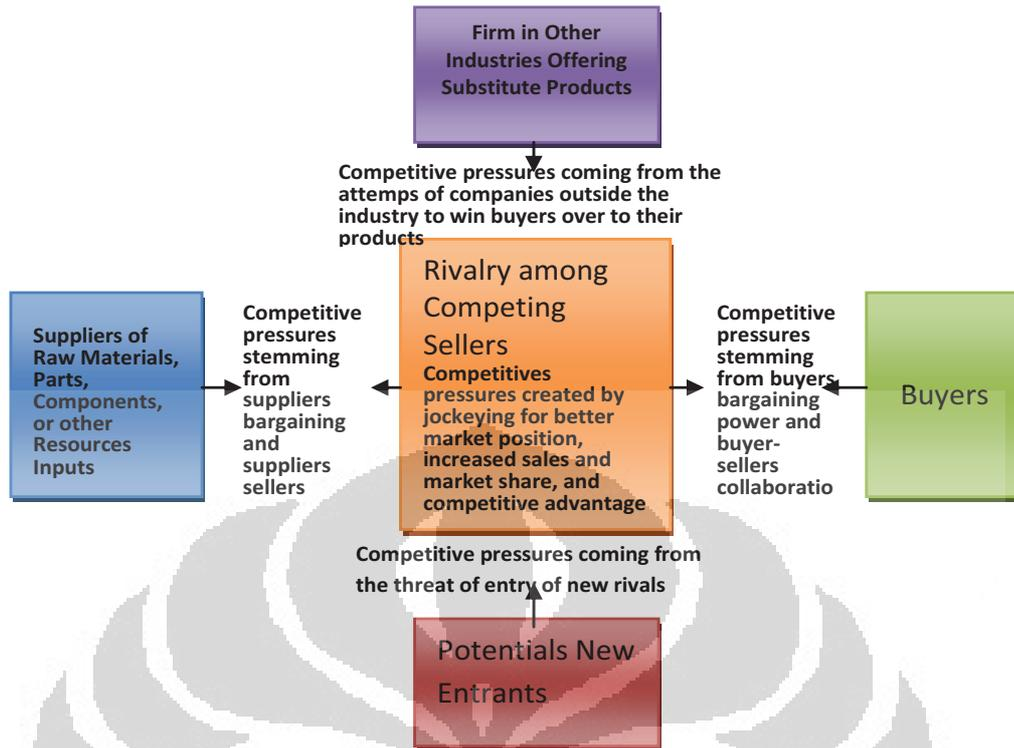 Firm in Other
Industries Offering
Substitute Products
Competitive pressures coming from the
attemps of companies outside the
industry to win buyers over to their
products
Suppliers of
Raw Materials,
Parts,
Components,
or other
Resources
Inputs
Competitive
pressures
stemming
from
suppliers
bargaining
and
suppliers
sellers
Rivalry among
Competing
Sellers
Competitives
pressures created by
jockeying for better
market position,
increased sales and
market share, and
competitive advantage
Competitive
pressures
stemming
from buyers
bargaining
power and
buyer-
sellers
collaboratio
Buyers
Competitive pressures coming from
the threat of entry of new rivals
Potentials New
Entrants